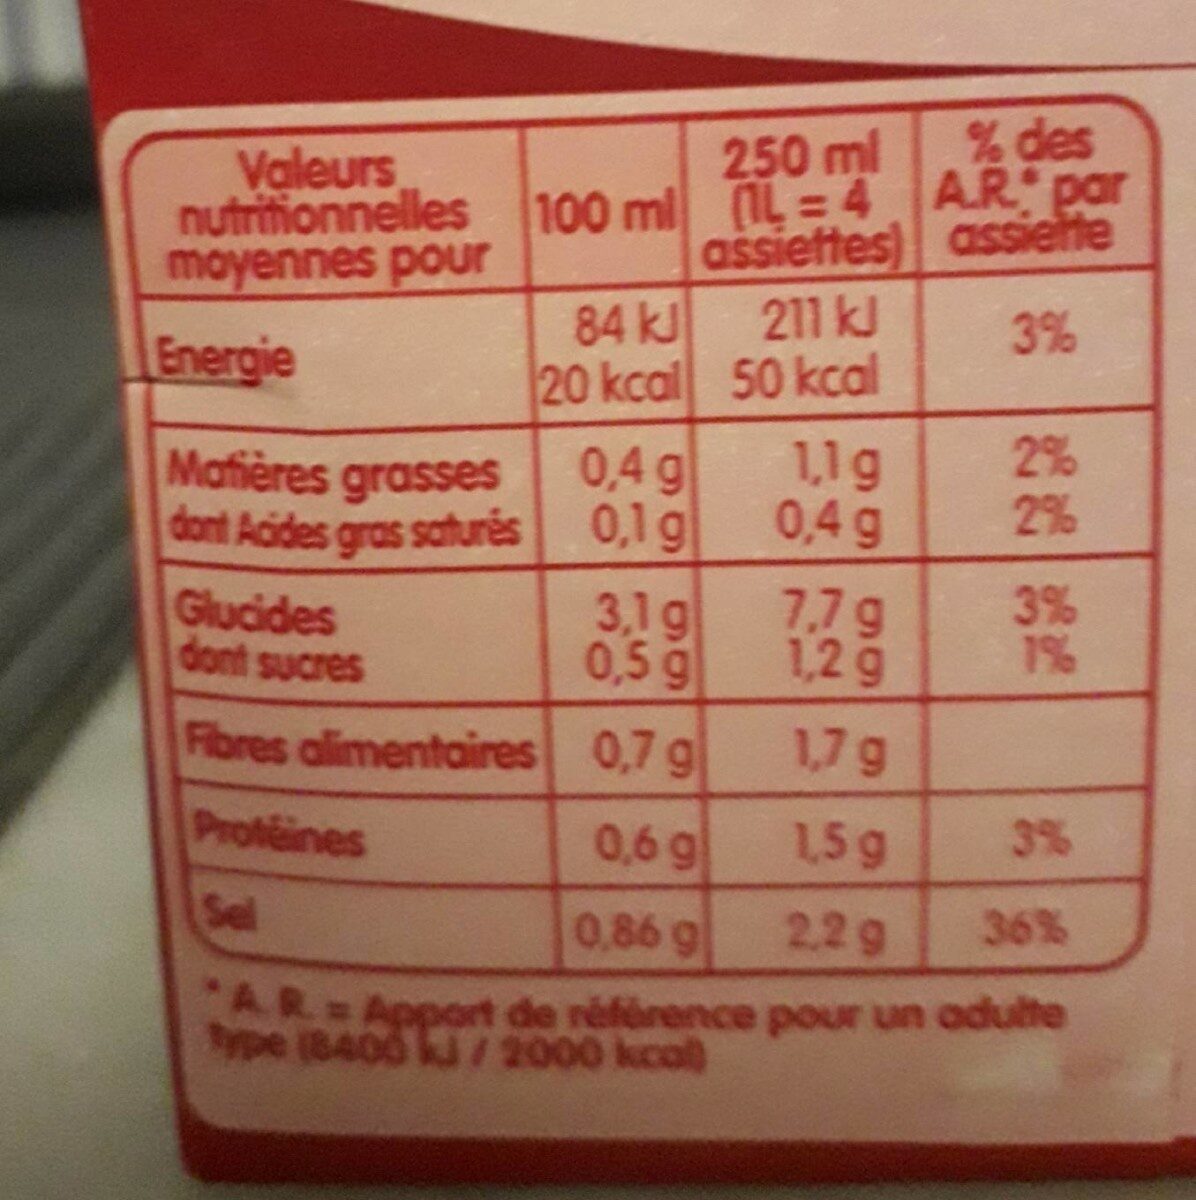 Valeurs nutritionnelles moyennes pour | 100 ml | 250 ml (1L = 4 assiettes) | % des A.R.* par assiette
Energie | 84 kJ 20 kcal | 211 kJ 50 kcal | 3%
Matières grasses | 0,4 g | 1,1 g | 2%
dont Acides gras saturés | 0,1 g | 0,4 g | 2%
Glucides | 3,1 g | 7,7 g | 3%
dont sucres | 0,5 g | 1,2 g | 1%
Fibres alimentaires | 0,7 g | 1,7 g
Protéines | 0,6 g | 1,5 g | 3%
Sel | 0,86 g | 2,2 g | 36%
* A. R. = Apport de référence pour un adulte
type (8400 kJ / 2000 kcal)